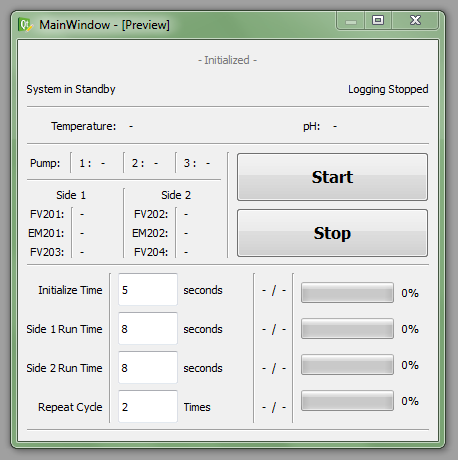 MainWindow - [Preview]
- Initialized -
System in Standby Logging Stopped
Temperature: - pH: -
Pump: 1 : - 2 : - 3 : -
Start
Side 1 Side 2
FV201: - FV202: -
EM201: - EM202: -
FV203: - FV204: -
Stop
Initialize Time 5 seconds - / - 0%
Side 1 Run Time 8 seconds - / - 0%
Side 2 Run Time 8 seconds - / - 0%
Repeat Cycle 2 Times - / - 0%